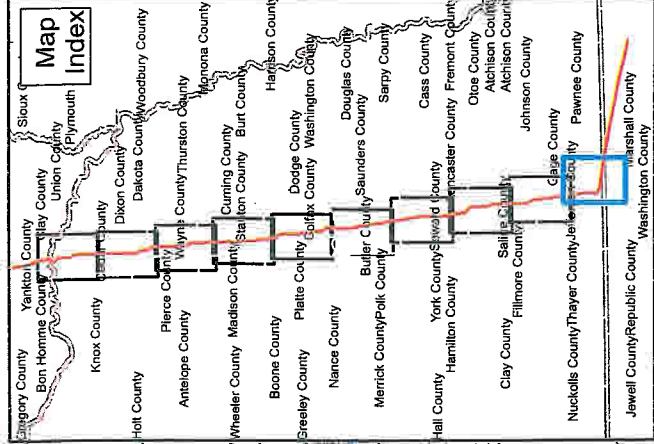 Map
Index
Sioux C
Plymouth
Woodbury County
Monona County
Harrison County
Union County
Clay County
Yankton County
Dixon County
Dakota County
Thurston County
Burt County
Washington County
Douglas County
Sarpy County
Cass County
Fremont County
Otoe County
Atchison County
Atchison County
Johnson County
Pawnee County
Gregory County
Bon Homme County
Knox County
Cedar County
Pierce County
Wayne County
Cuming County
Stanton County
Dodge County
Colfax County
Saunders County
Holt County
Antelope County
Madison County
Wheeler County
Boone County
Platte County
Greeley County
Nance County
Butler County
Merrick County
Polk County
York County
Seward County
Lancaster County
Hall County
Hamilton County
Saline County
Fillmore County
Clay County
Gage County
Nuckolls County
Thayer County
Jefferson County
Jewell County
Republic County
Marshall County
Washington County